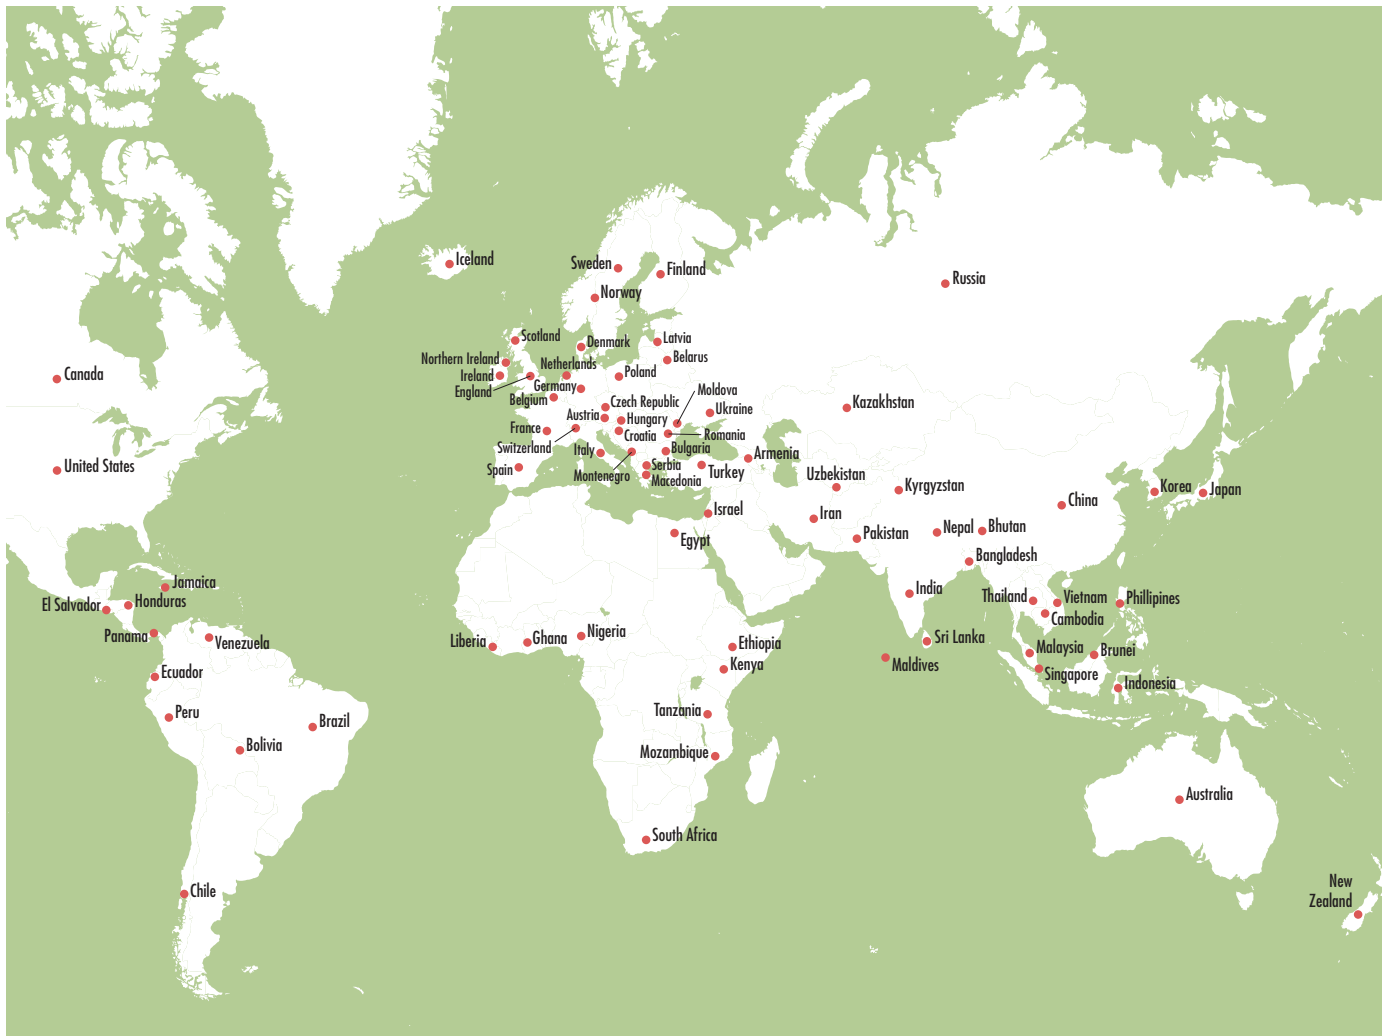 Iceland
Sweden
Finland
Russia
Norway
Scotland
Denmark
Latvia
Northern Ireland
Netherlands
Belarus
Ireland
Poland
Canada
England
Germany
Moldova
Belgium
Czech Republic
Kazakhstan
Austria
Hungary
Ukraine
France
Croatia
Romania
Switzerland
Italy
Bulgaria
Armenia
United States
Spain
Montenegro
Serbia
Turkey
Uzbekistan
Macedonia
Kyrgyzstan
Korea
Japan
China
Israel
Iran
Nepal
Bhutan
Egypt
Pakistan
Bangladesh
Jamaica
India
El Salvador
Honduras
Thailand
Vietnam
Phillipines
Cambodia
Panama
Venezuela
Liberia
Ghana
Nigeria
Ethiopia
Sri Lanka
Malaysia
Brunei
Kenya
Maldives
Ecuador
Singapore
Indonesia
Peru
Brazil
Tanzania
Bolivia
Mozambique
Australia
South Africa
Chile
New
Zealand